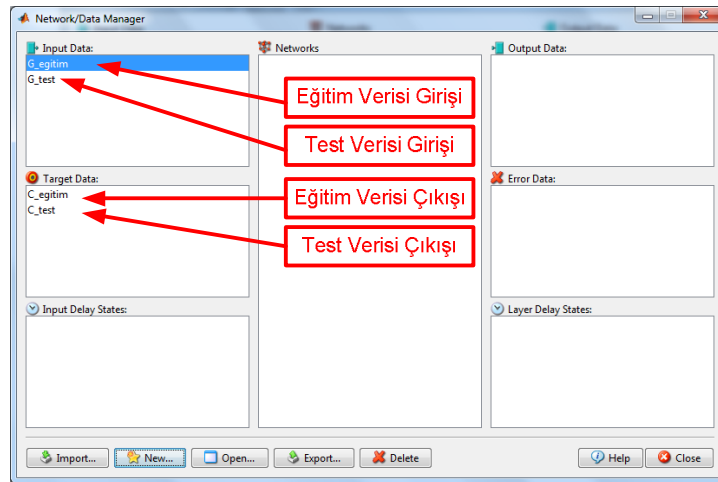 Network/Data Manager
Input Data:
Networks
Output Data:
G_egitim
G_test
Eğitim Verisi Girişi
Test Verisi Girişi
Target Data:
Error Data:
C_egitim
C_test
Eğitim Verisi Çıkışı
Test Verisi Çıkışı
Input Delay States:
Layer Delay States:
Import...
New...
Open...
Export...
Delete
Help
Close